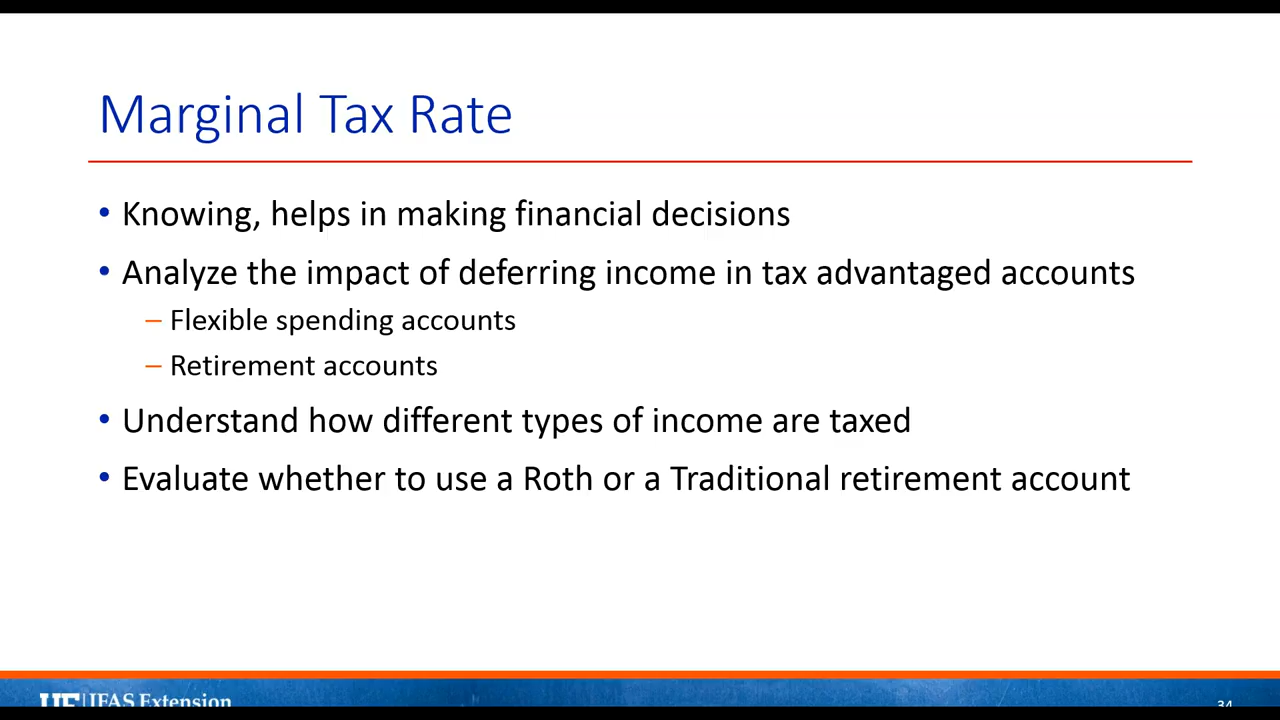 Marginal Tax Rate
• Knowing, helps in making financial decisions
• Analyze the impact of deferring income in tax advantaged accounts
– Flexible spending accounts
– Retirement accounts
• Understand how different types of income are taxed
• Evaluate whether to use a Roth or a Traditional retirement account
UF IFAS Extension
34